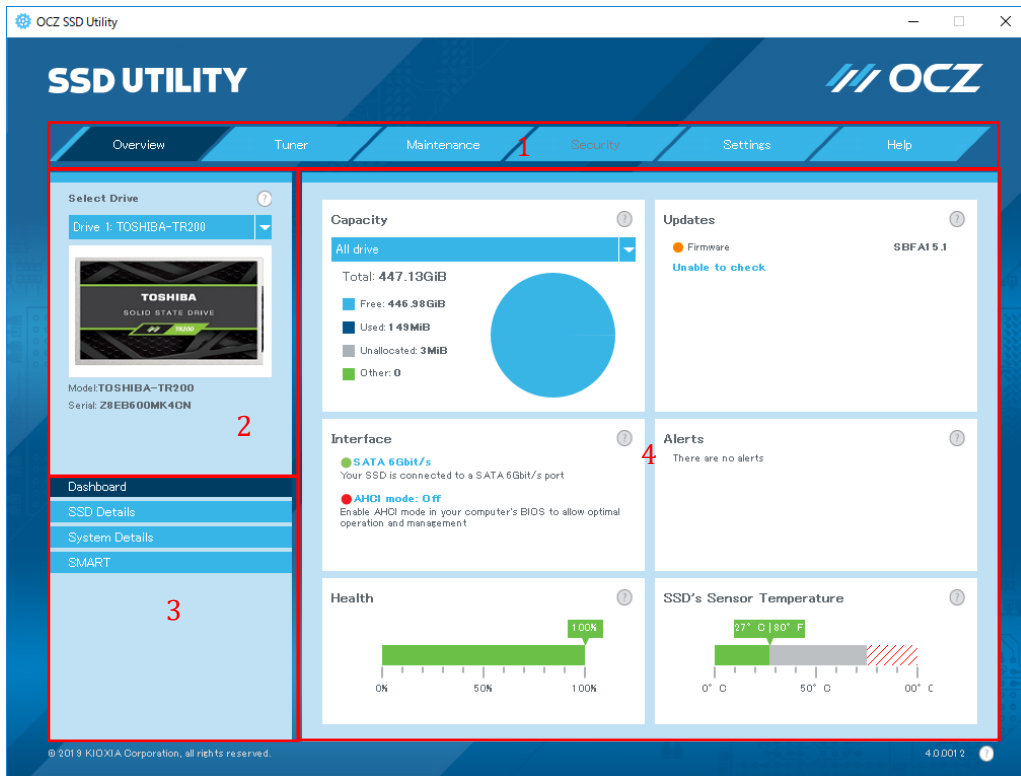 OCZ SSD Utility
SSD UTILITY
OCZ
Overview Tuner Maintenance Security Settings Help
1
Select Drive ?
Drive 1: TOSHIBA-TR200
TOSHIBA
SOLID STATE DRIVE
TR200
Model:TOSHIBA-TR200
Serial: Z8EB600MK4CN
2
Dashboard
SSD Details
System Details
SMART
3
Capacity ?
All drive
Total: 447.13GiB
Free: 446.98GiB
Used: 149MiB
Unallocated: 3MiB
Other: 0
Updates ?
Firmware SBFA15.1
Unable to check
Interface ?
SATA 6Gbit/s
Your SSD is connected to a SATA 6Gbit/s port
AHCI mode: Off
Enable AHCI mode in your computer's BIOS to allow optimal
operation and management
4
Alerts ?
There are no alerts
Health ?
100%
0% 50% 100%
SSD's Sensor Temperature ?
27° C|80° F
0° C 50° C 00° C
© 2019 KIOXIA Corporation, all rights reserved.
4.0.0012 ?